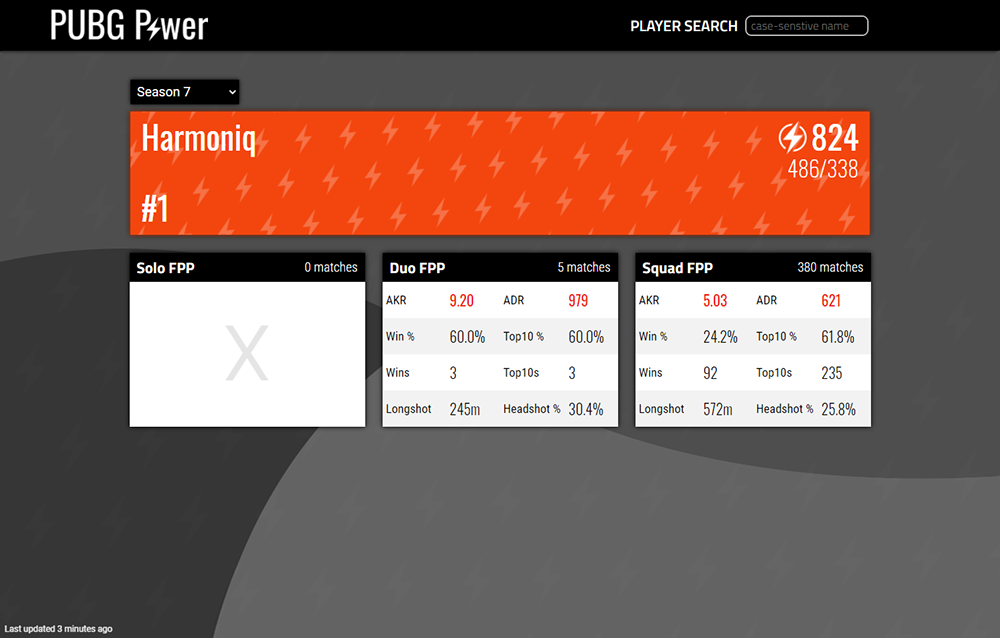 PUBG Power
PLAYER SEARCH case-senstive name
Season 7
Harmoniq
824
486/338
#1
Solo FPP 0 matches
X
Duo FPP 5 matches
AKR 9.20 ADR 979
Win % 60.0% Top10 % 60.0%
Wins 3 Top10s 3
Longshot 245m Headshot % 30.4%
Squad FPP 380 matches
AKR 5.03 ADR 621
Win % 24.2% Top10 % 61.8%
Wins 92 Top10s 235
Longshot 572m Headshot % 25.8%
Last updated 3 minutes ago